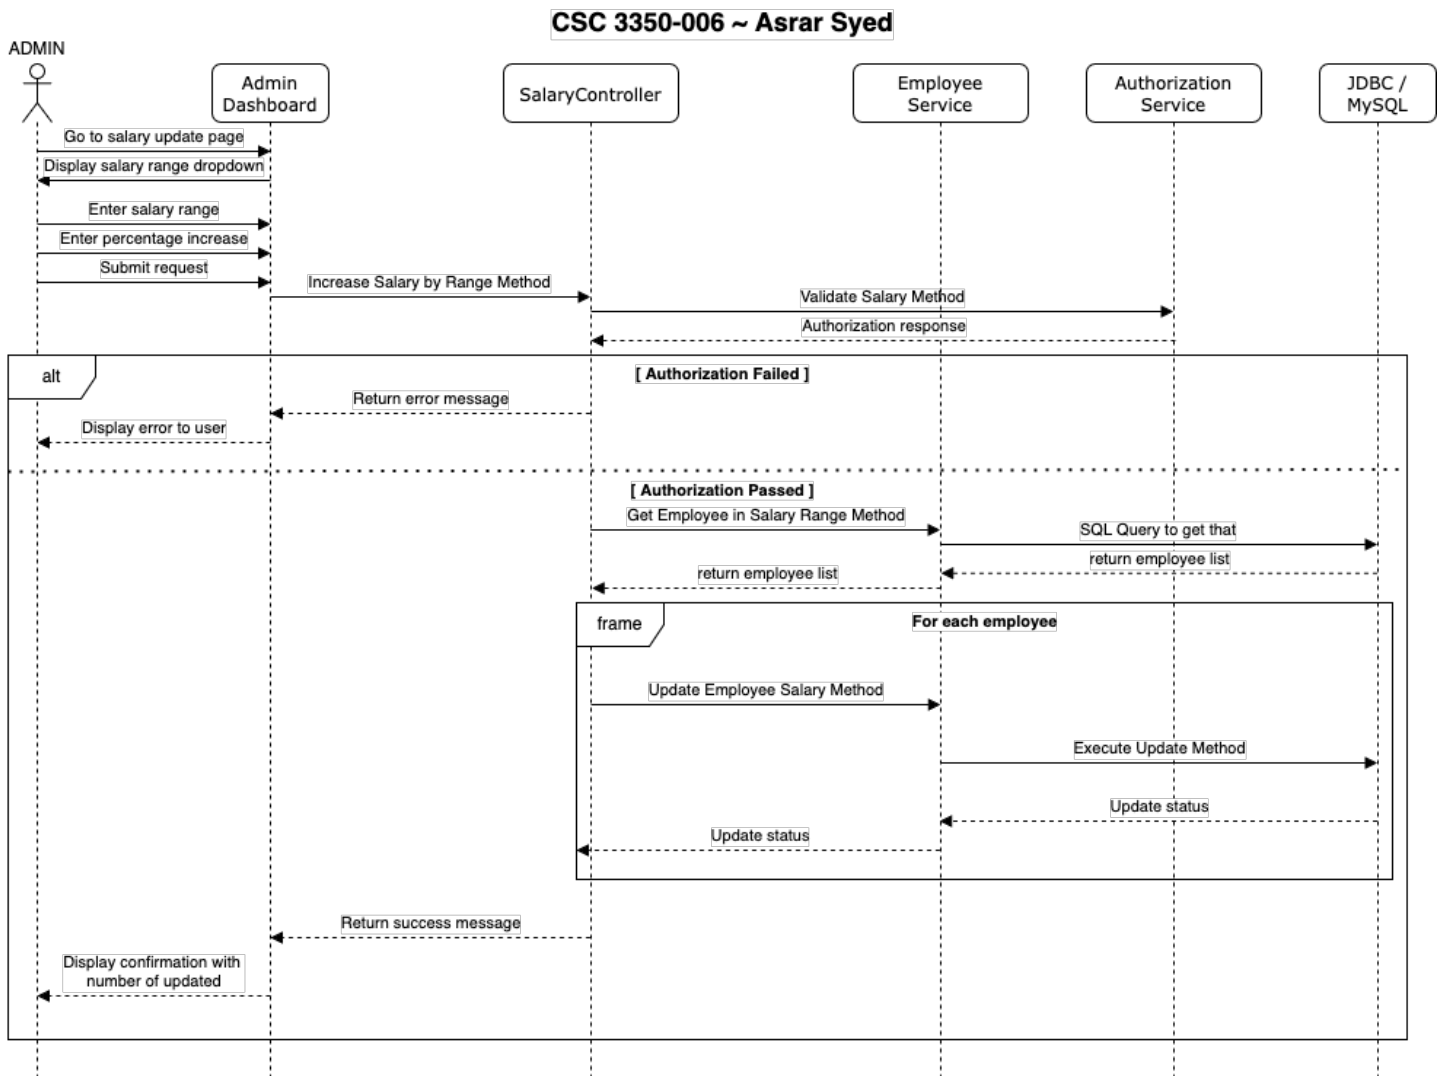 CSC 3350-006 ~ Asrar Syed
ADMIN
Admin
Dashboard
SalaryController
Employee
Service
Authorization
Service
JDBC /
MySQL
Go to salary update page
Display salary range dropdown
Enter salary range
Enter percentage increase
Submit request
Increase Salary by Range Method
Validate Salary Method
Authorization response
alt
[ Authorization Failed ]
Return error message
Display error to user
[ Authorization Passed ]
Get Employee in Salary Range Method
SQL Query to get that
return employee list
return employee list
frame
For each employee
Update Employee Salary Method
Execute Update Method
Update status
Update status
Return success message
Display confirmation with
number of updated